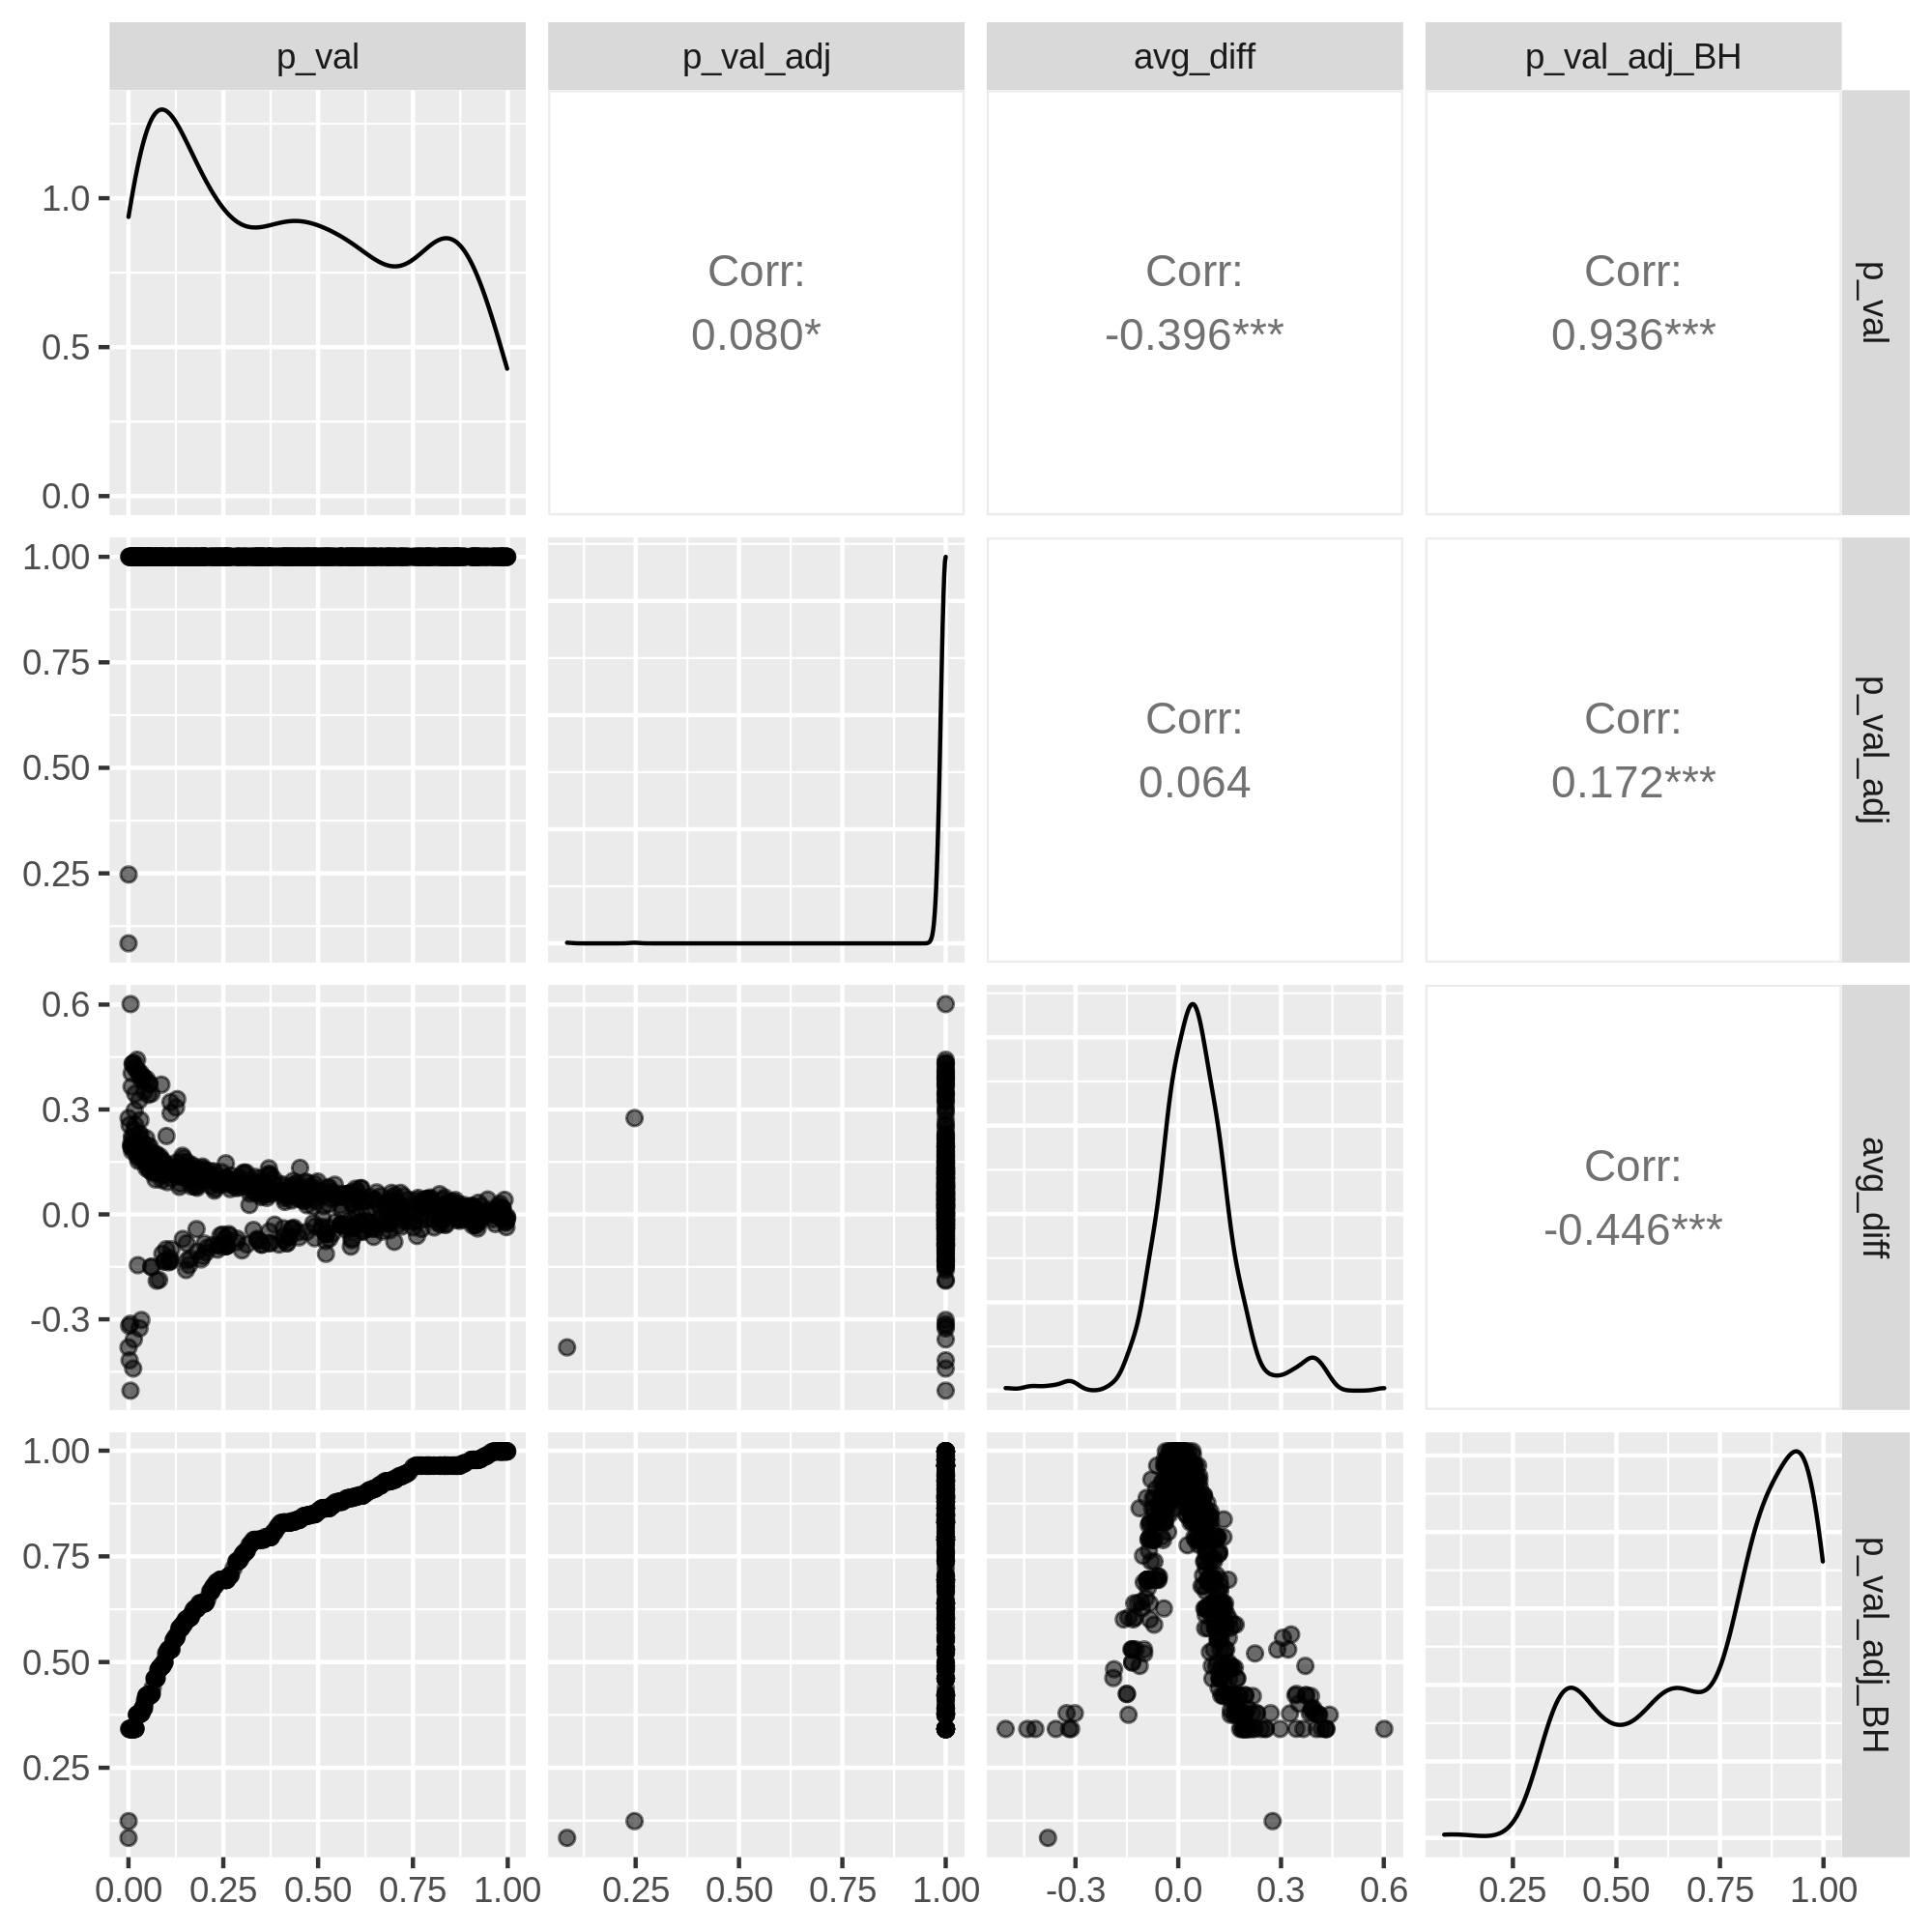 p_val p_val_adj avg_diff p_val_adj_BH
1.0
0.5
0.0
Corr:
0.080*
Corr:
-0.396***
Corr:
0.936***
p_val
1.00
0.75
0.50
0.25
Corr:
0.064
Corr:
0.172***
p_val_adj
0.6
0.3
0.0
-0.3
Corr:
-0.446***
avg_diff
1.00
0.75
0.50
0.25
p_val_adj_BH
0.00 0.25 0.50 0.75 1.00 0.25 0.50 0.75 1.00 -0.3 0.0 0.3 0.6 0.25 0.50 0.75 1.00